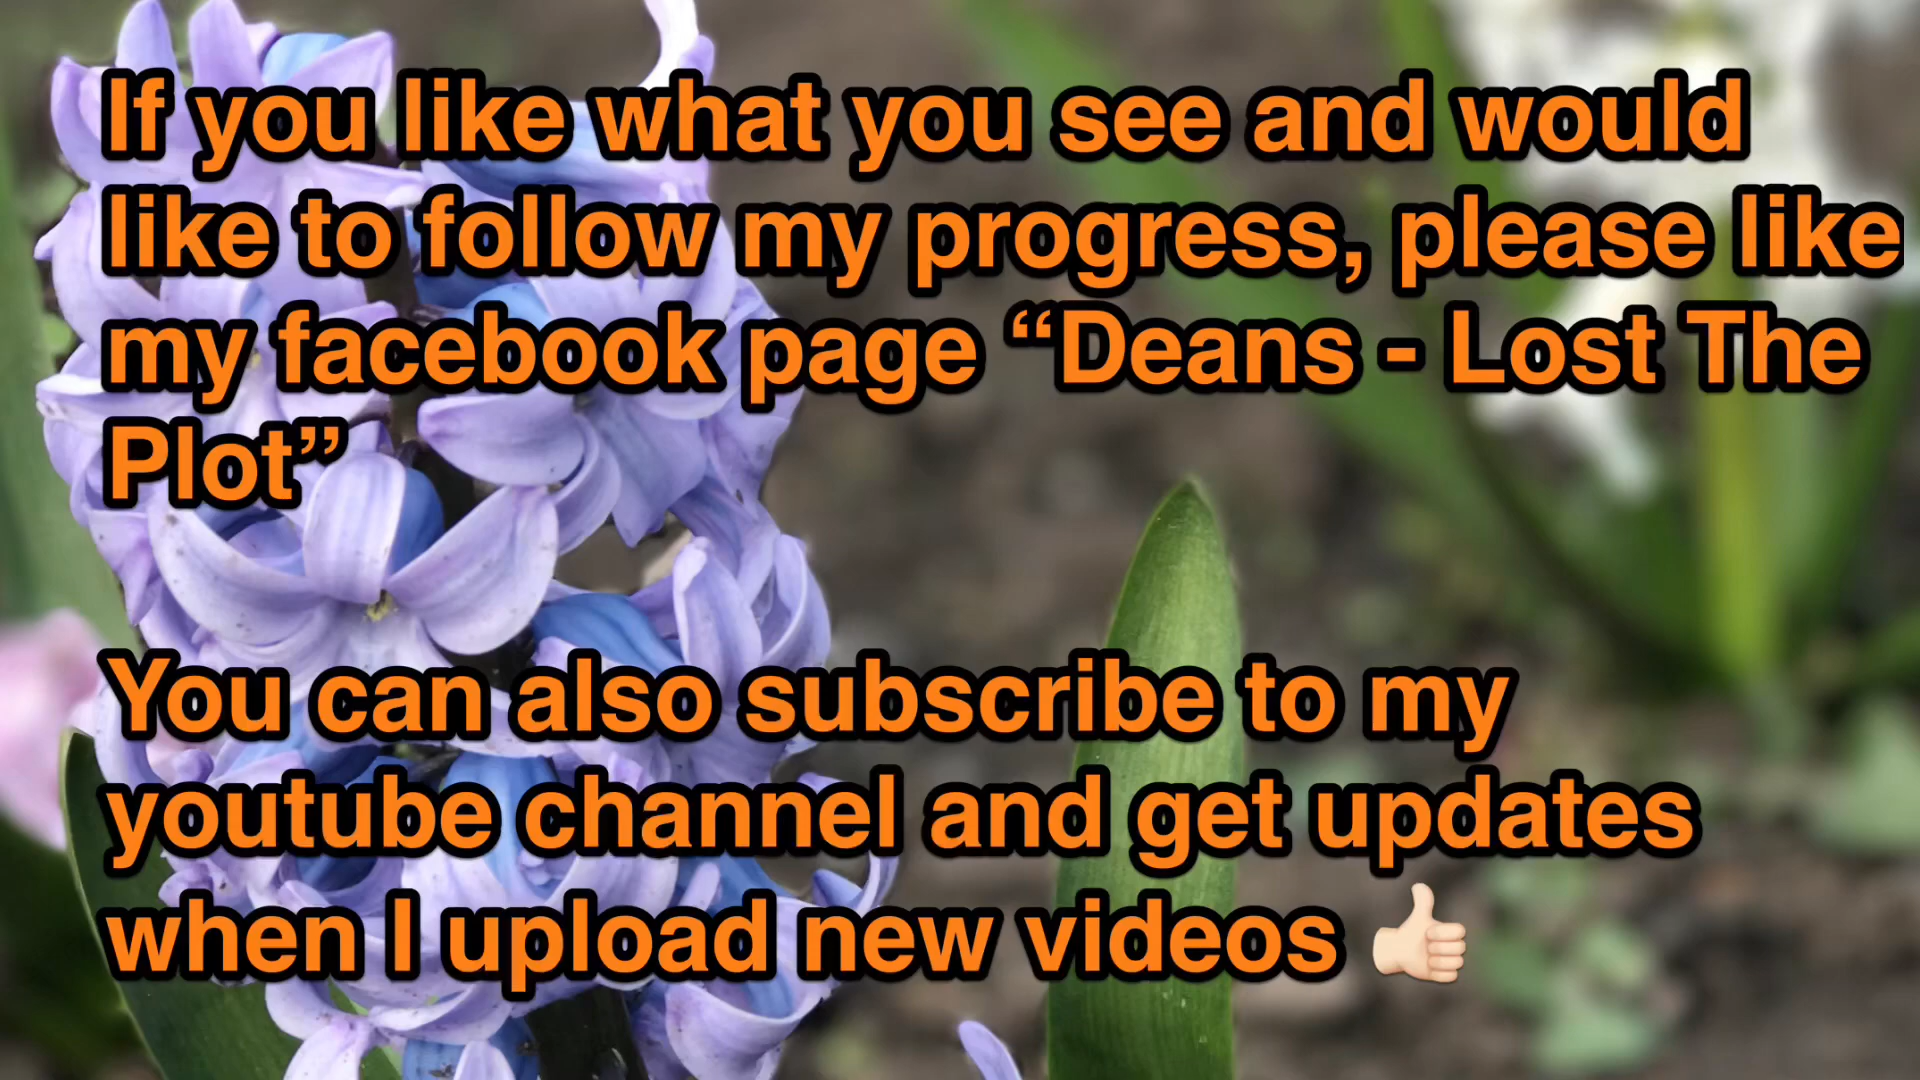 If you like what you see and would
like to follow my progress, please like
my facebook page “Deans - Lost The
Plot”
You can also subscribe to my
youtube channel and get updates
when I upload new videos 👍🏻